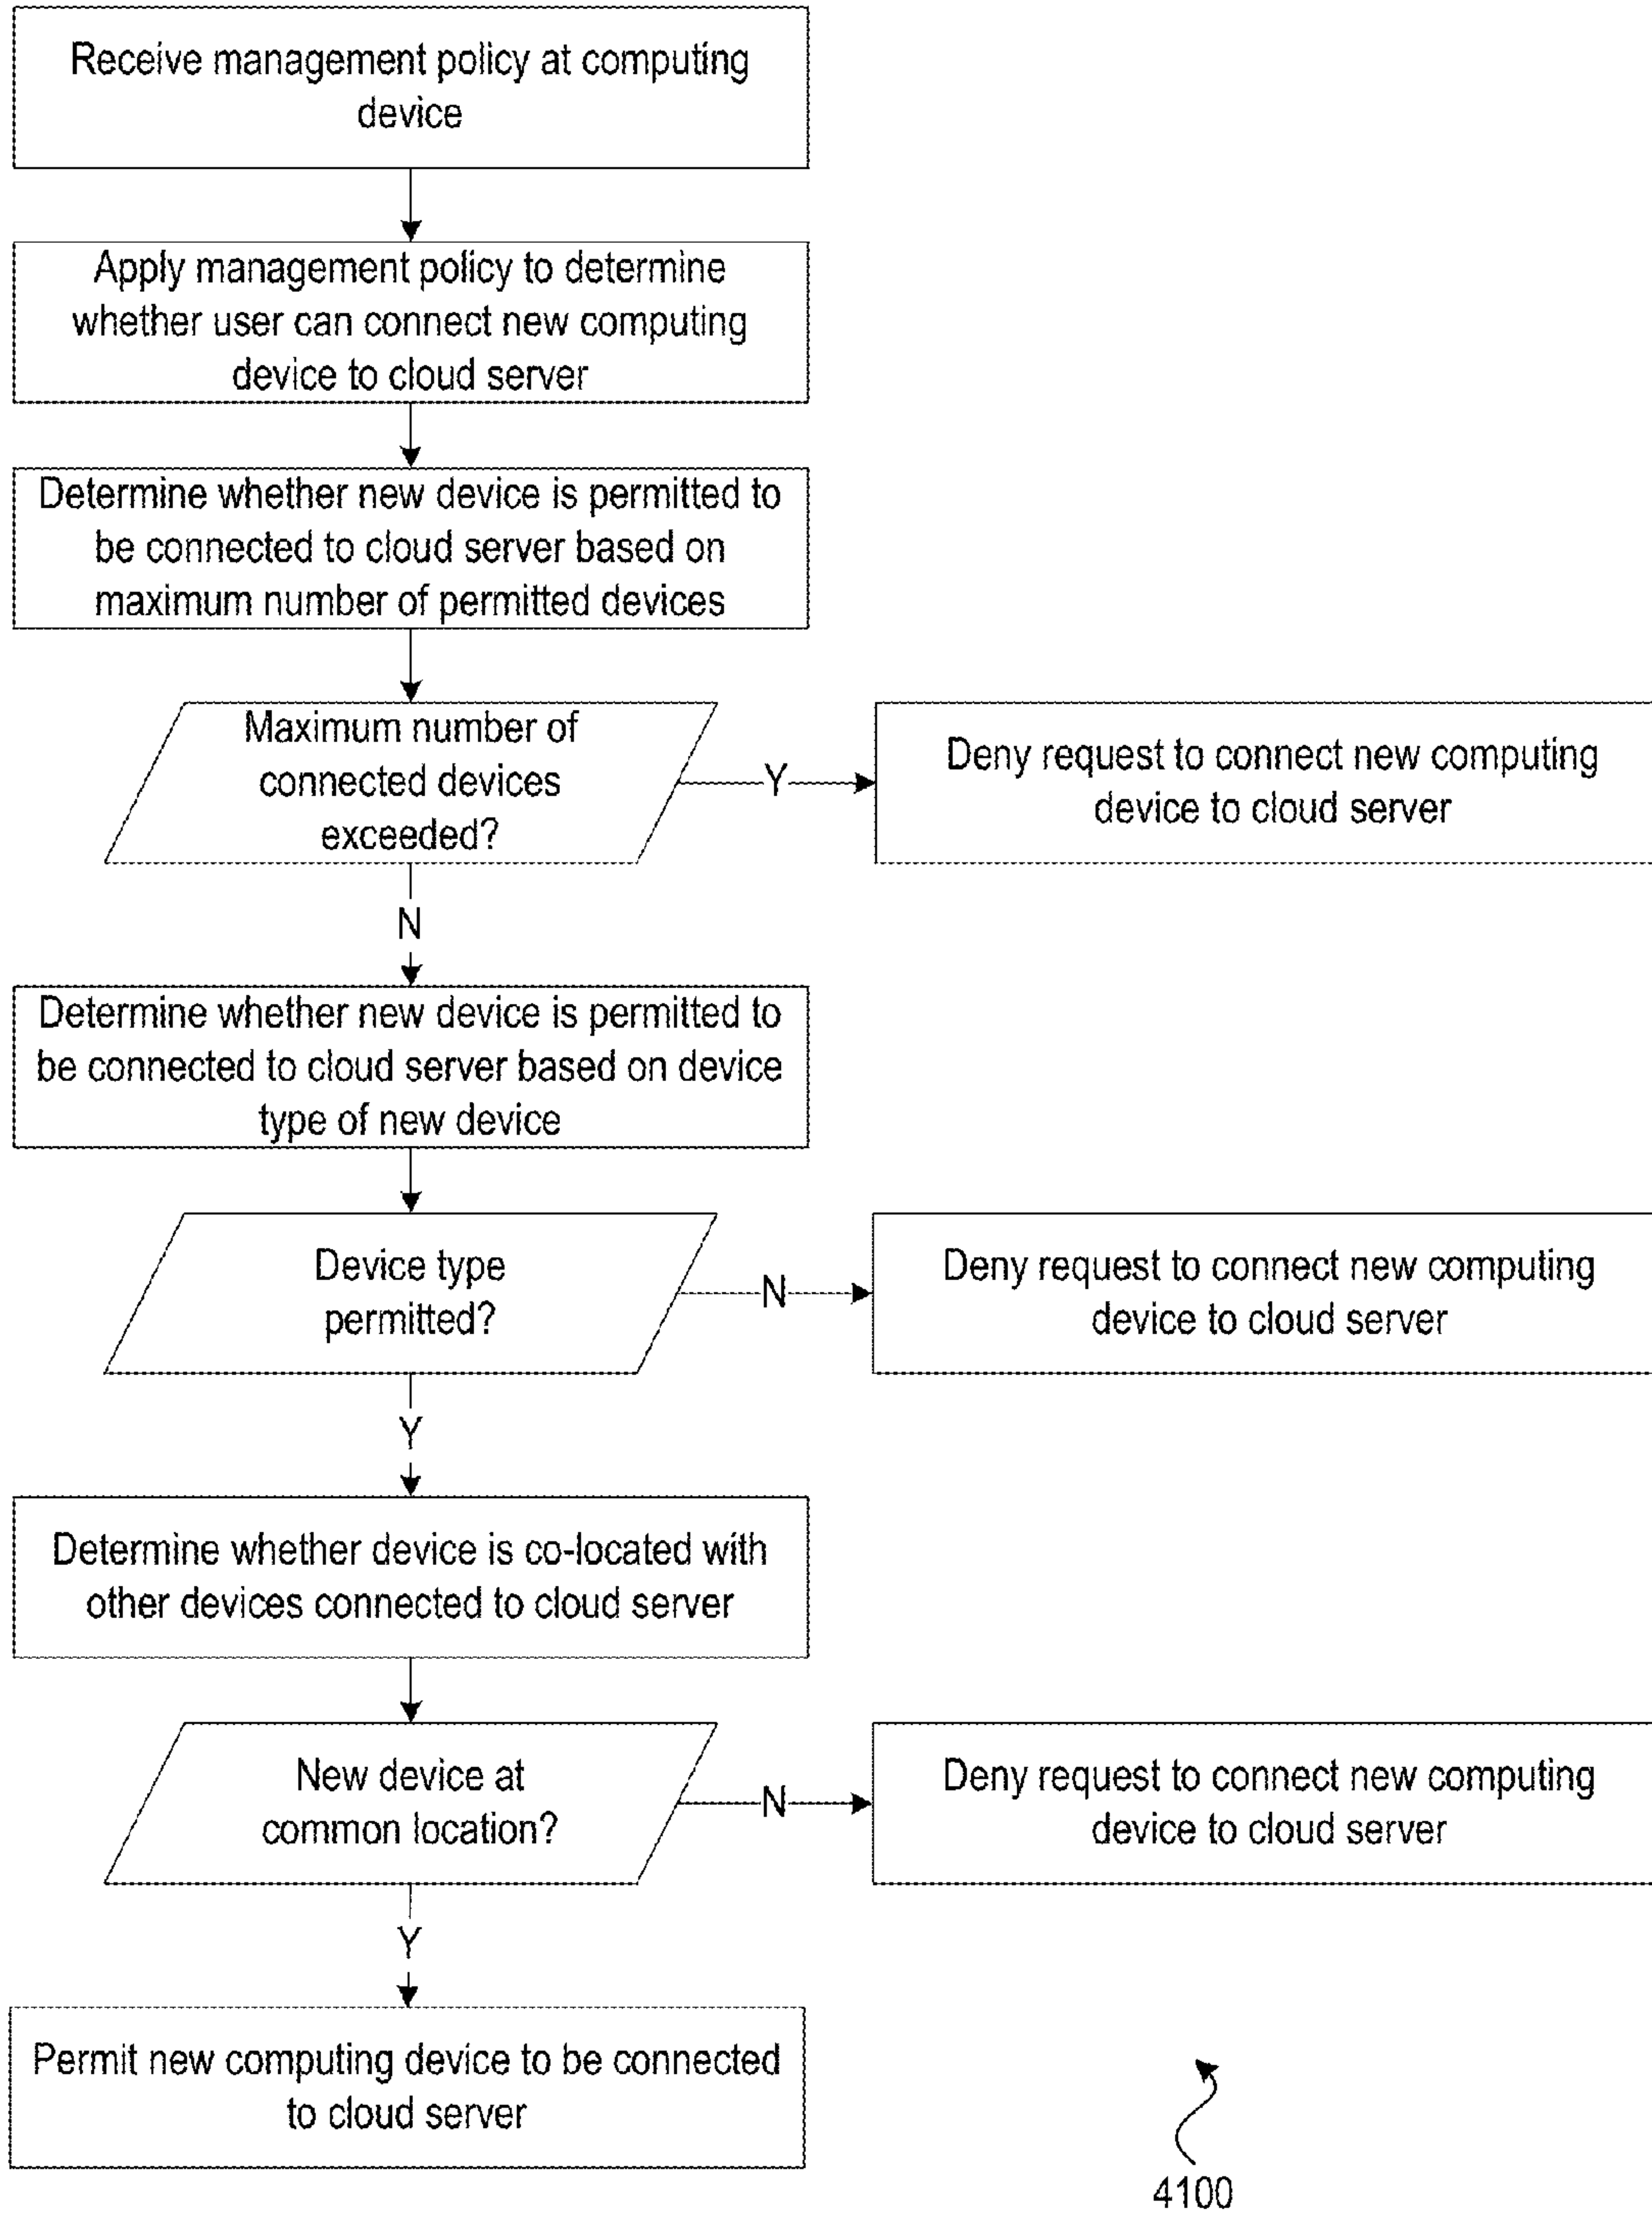 Receive management policy at computing
device
Apply management policy to determine
whether user can connect new computing
device to cloud server
Determine whether new device is permitted to
be connected to cloud server based on
maximum number of permitted devices
Maximum number of
connected devices
exceeded?
Y
Deny request to connect new computing
device to cloud server
N
Determine whether new device is permitted to
be connected to cloud server based on device
type of new device
Device type
permitted?
N
Deny request to connect new computing
device to cloud server
Y
Determine whether device is co-located with
other devices connected to cloud server
New device at
common location?
N
Deny request to connect new computing
device to cloud server
Y
Permit new computing device to be connected
to cloud server
4100